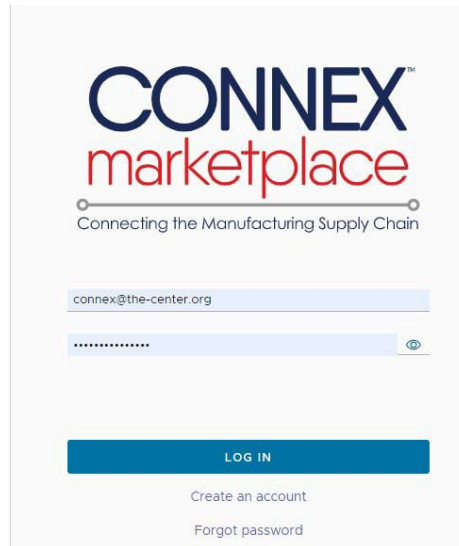 CONNEX™
marketplace
Connecting the Manufacturing Supply Chain
connex@the-center.org
•••••••••••••••
LOG IN
Create an account
Forgot password